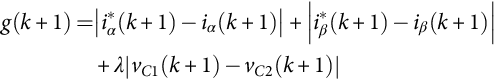 g(k + 1) = |i*α(k + 1) − iα(k + 1)| + |i*β(k + 1) − iβ(k + 1)|
+ λ|vC1(k + 1) − vC2(k + 1)|